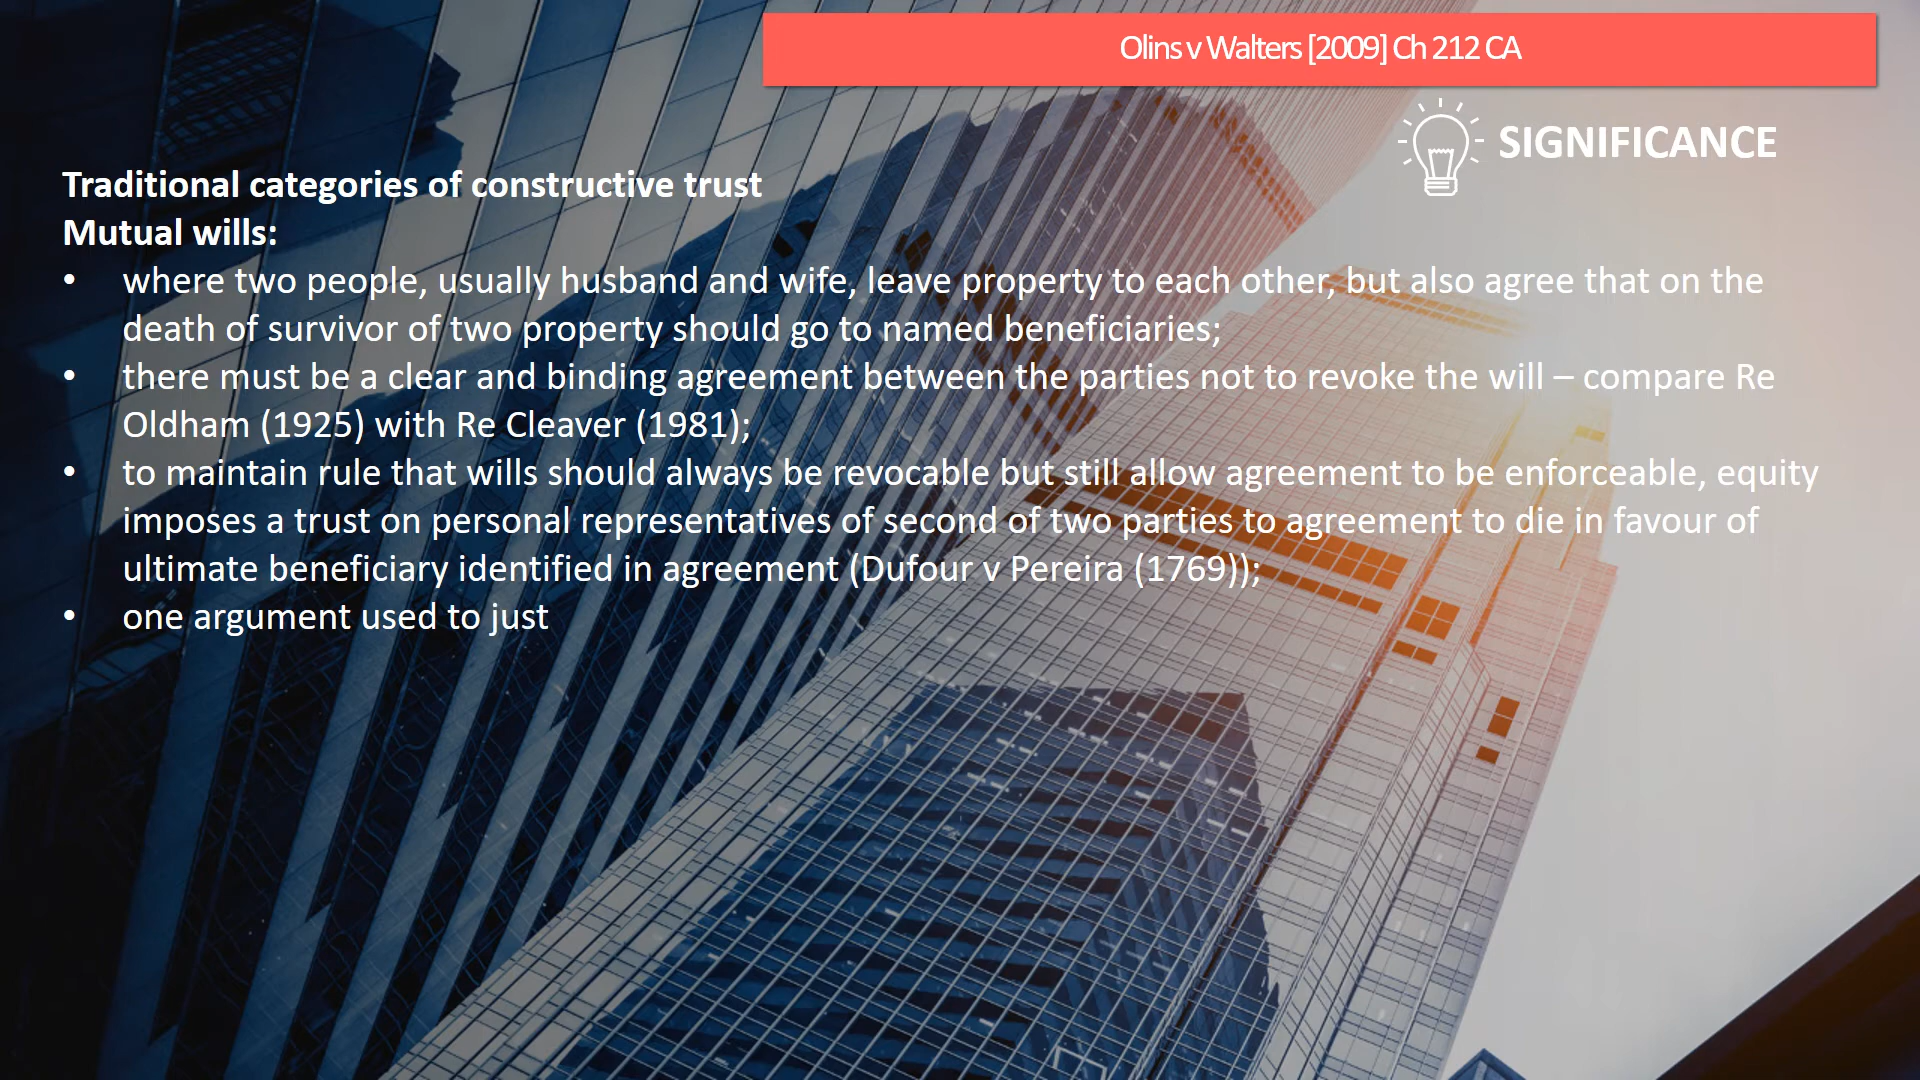 Olins v Walters [2009] Ch 212 CA
SIGNIFICANCE
Traditional categories of constructive trust
Mutual wills:
• where two people, usually husband and wife, leave property to each other, but also agree that on the
death of survivor of two property should go to named beneficiaries;
• there must be a clear and binding agreement between the parties not to revoke the will – compare Re
Oldham (1925) with Re Cleaver (1981);
• to maintain rule that wills should always be revocable but still allow agreement to be enforceable, equity
imposes a trust on personal representatives of second of two parties to agreement to die in favour of
ultimate beneficiary identified in agreement (Dufour v Pereira (1769));
• one argument used to just